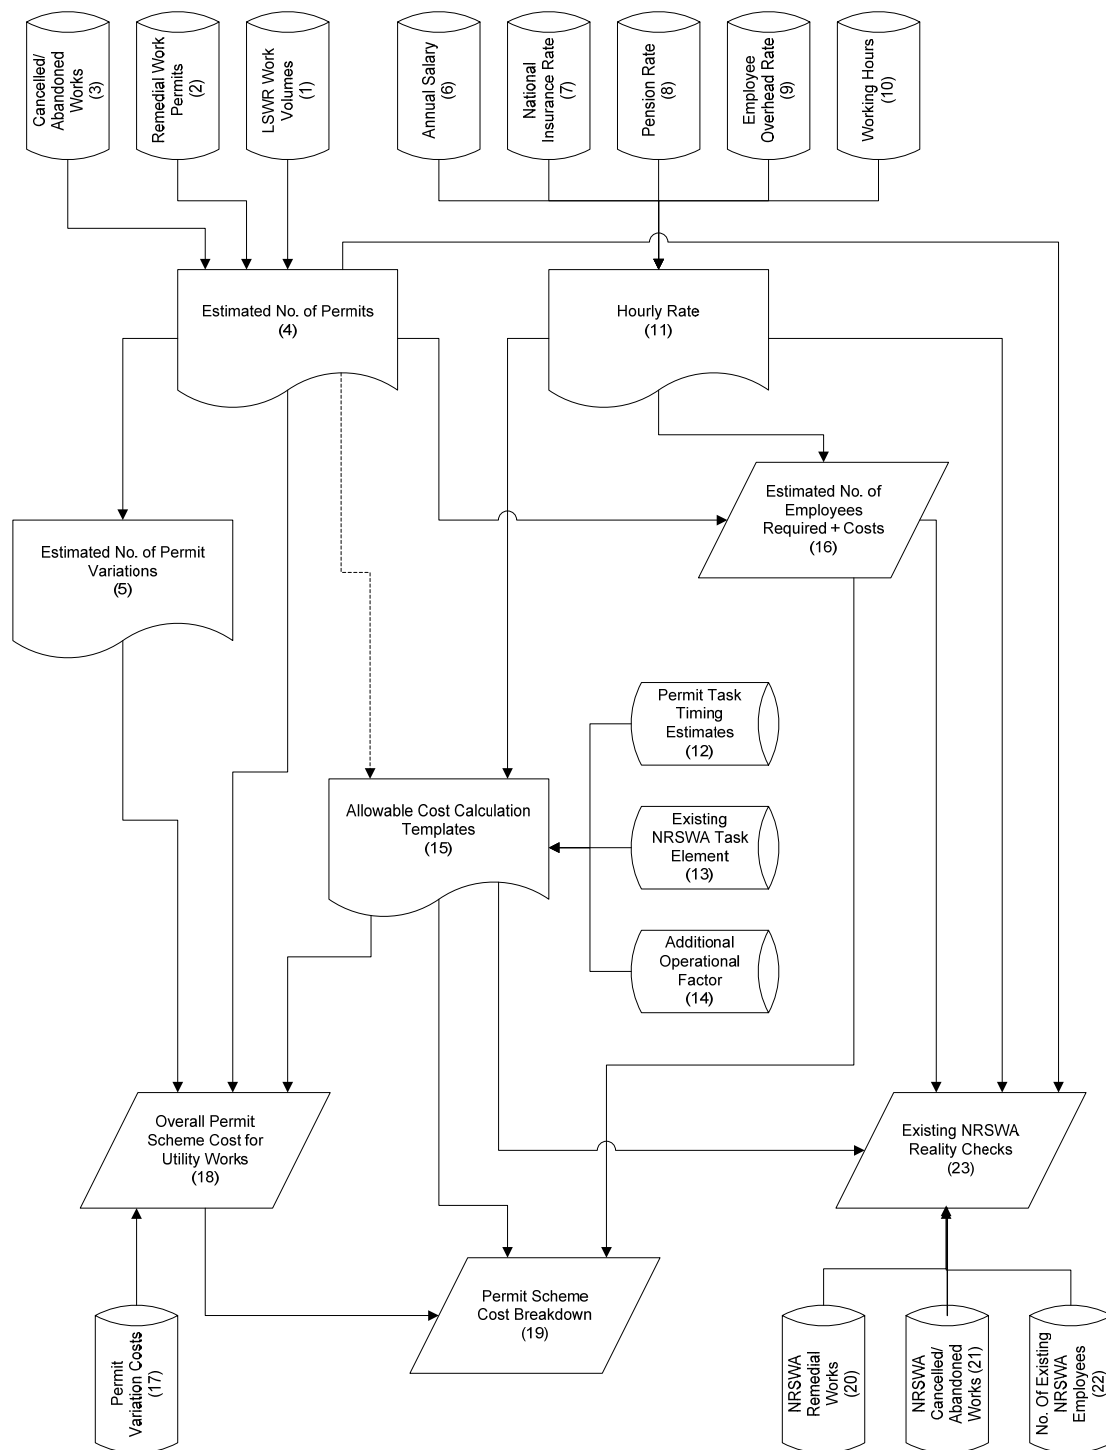 Cancelled/
Abandoned
Works
(3)
Remedial Work
Permits
(2)
LSWR Work
Volumes
(1)
Annual Salary
(6)
National
Insurance Rate
(7)
Pension Rate
(8)
Employee
Overhead Rate
(9)
Working Hours
(10)
Estimated No. of Permits
(4)
Hourly Rate
(11)
Estimated No. of
Employees
Required + Costs
(16)
Estimated No. of Permit
Variations
(5)
Permit Task
Timing
Estimates
(12)
Allowable Cost Calculation
Templates
(15)
Existing
NRSWA Task
Element
(13)
Additional
Operational
Factor
(14)
Overall Permit
Scheme Cost for
Utility Works
(18)
Existing NRSWA
Reality Checks
(23)
Permit Scheme
Cost Breakdown
(19)
Permit
Variation Costs
(17)
NRSWA
Remedial
Works
(20)
NRSWA
Cancelled/
Abandoned
Works (21)
No. Of Existing
NRSWA
Employees
(22)